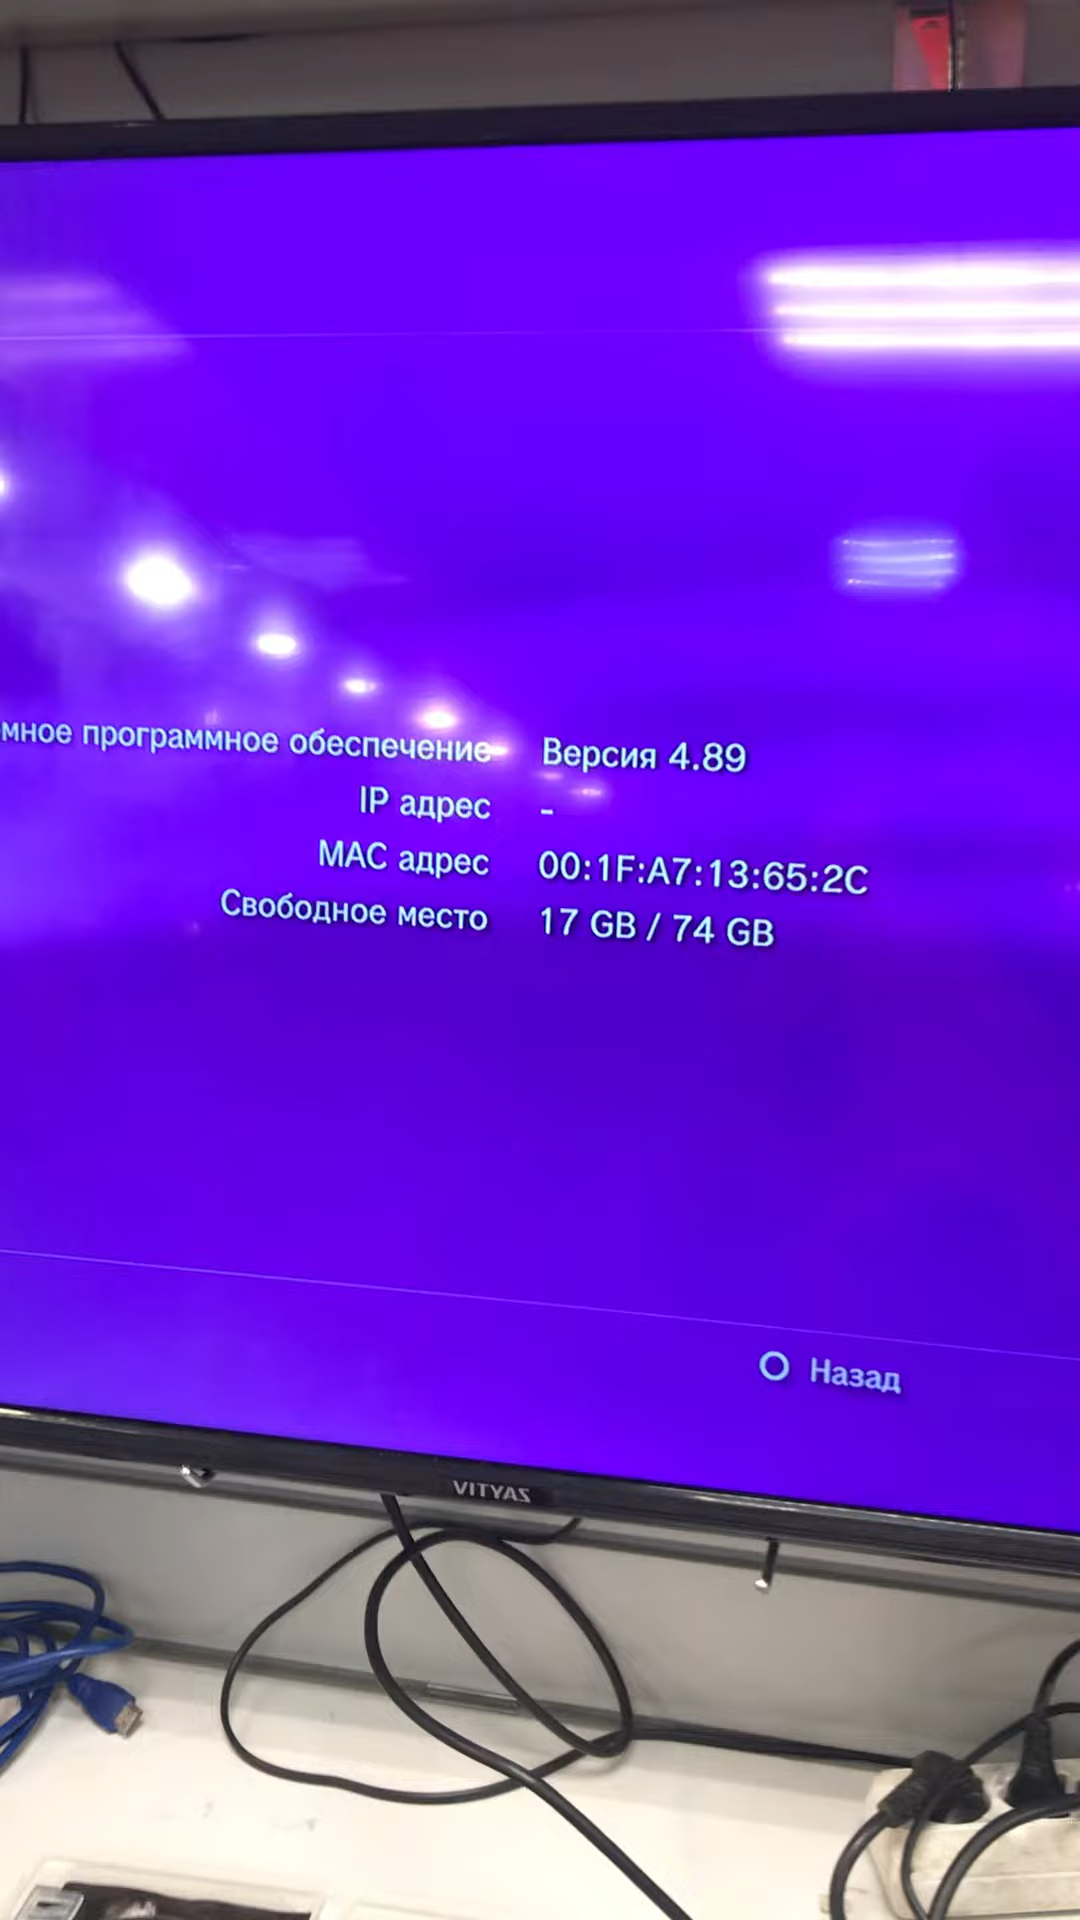 мное программное обеспечение Версия 4.89
IP адрес -
MAC адрес 00:1F:A7:13:65:2C
Свободное место 17 GB / 74 GB
Назад
VITYAS